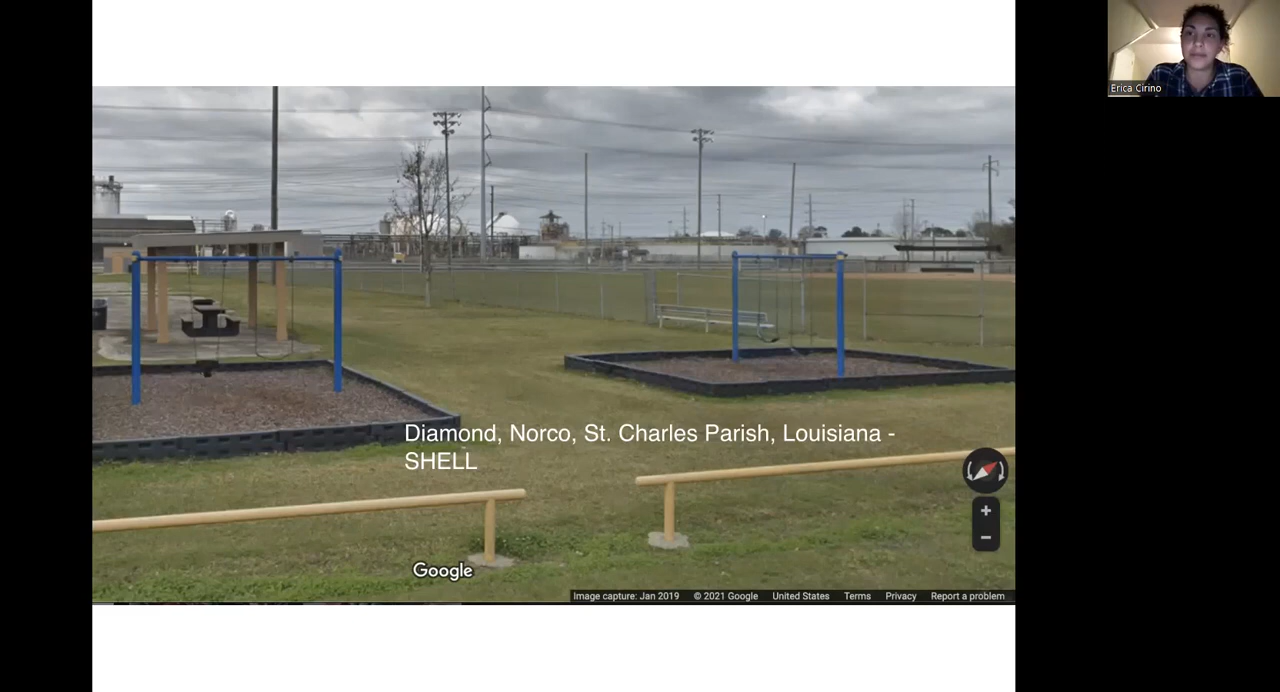 Erica Cirino
Diamond, Norco, St. Charles Parish, Louisiana -
SHELL
Google
Image capture: Jan 2019 © 2021 Google United States Terms Privacy Report a problem